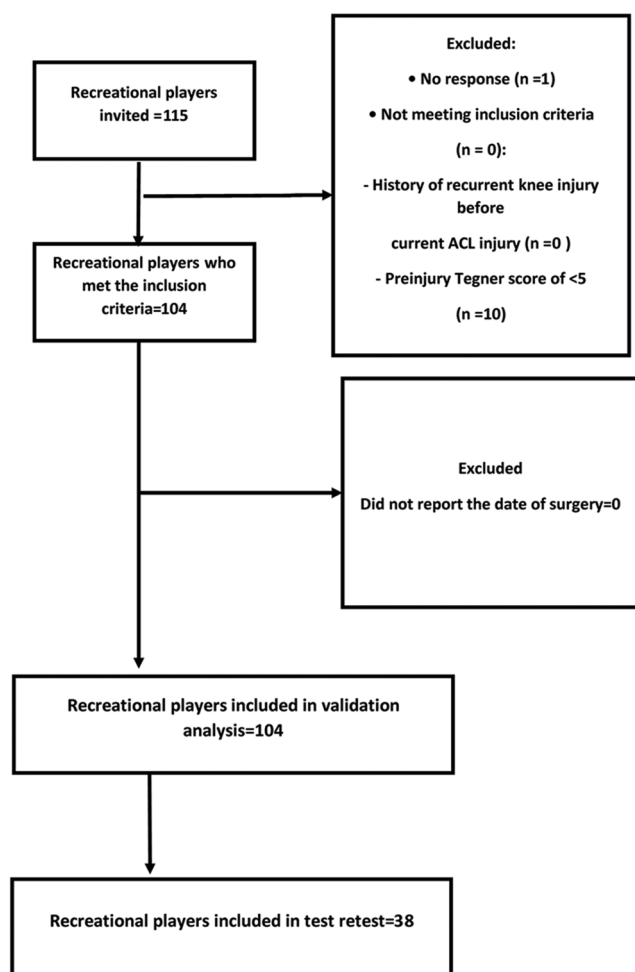 Recreational players
invited =115
Excluded:
• No response (n =1)
• Not meeting inclusion criteria
(n = 0):
- History of recurrent knee injury
before
current ACL injury (n =0 )
- Preinjury Tegner score of <5
(n =10)
Recreational players who
met the inclusion
criteria=104
Excluded
Did not report the date of surgery=0
Recreational players included in validation
analysis=104
Recreational players included in test retest=38